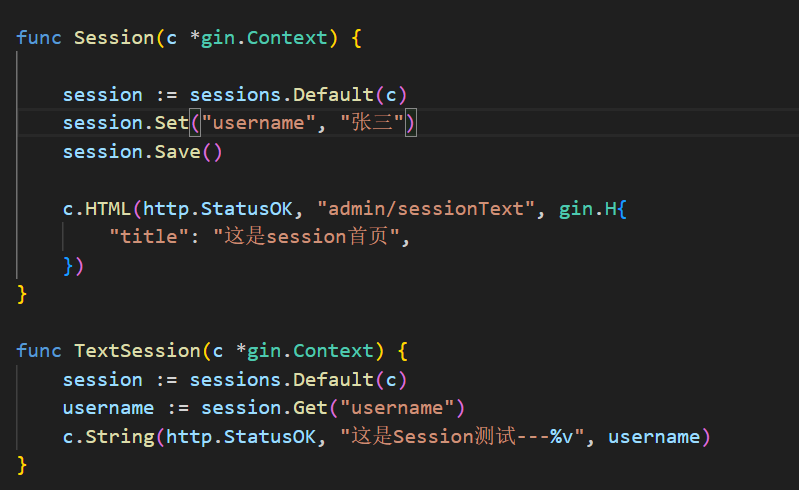 func Session(c *gin.Context) {
session := sessions.Default(c)
session.Set("username", "张三")
session.Save()
c.HTML(http.StatusOK, "admin/sessionText", gin.H{
"title": "这是session首页",
})
}
func TextSession(c *gin.Context) {
session := sessions.Default(c)
username := session.Get("username")
c.String(http.StatusOK, "这是Session测试---%v", username)
}